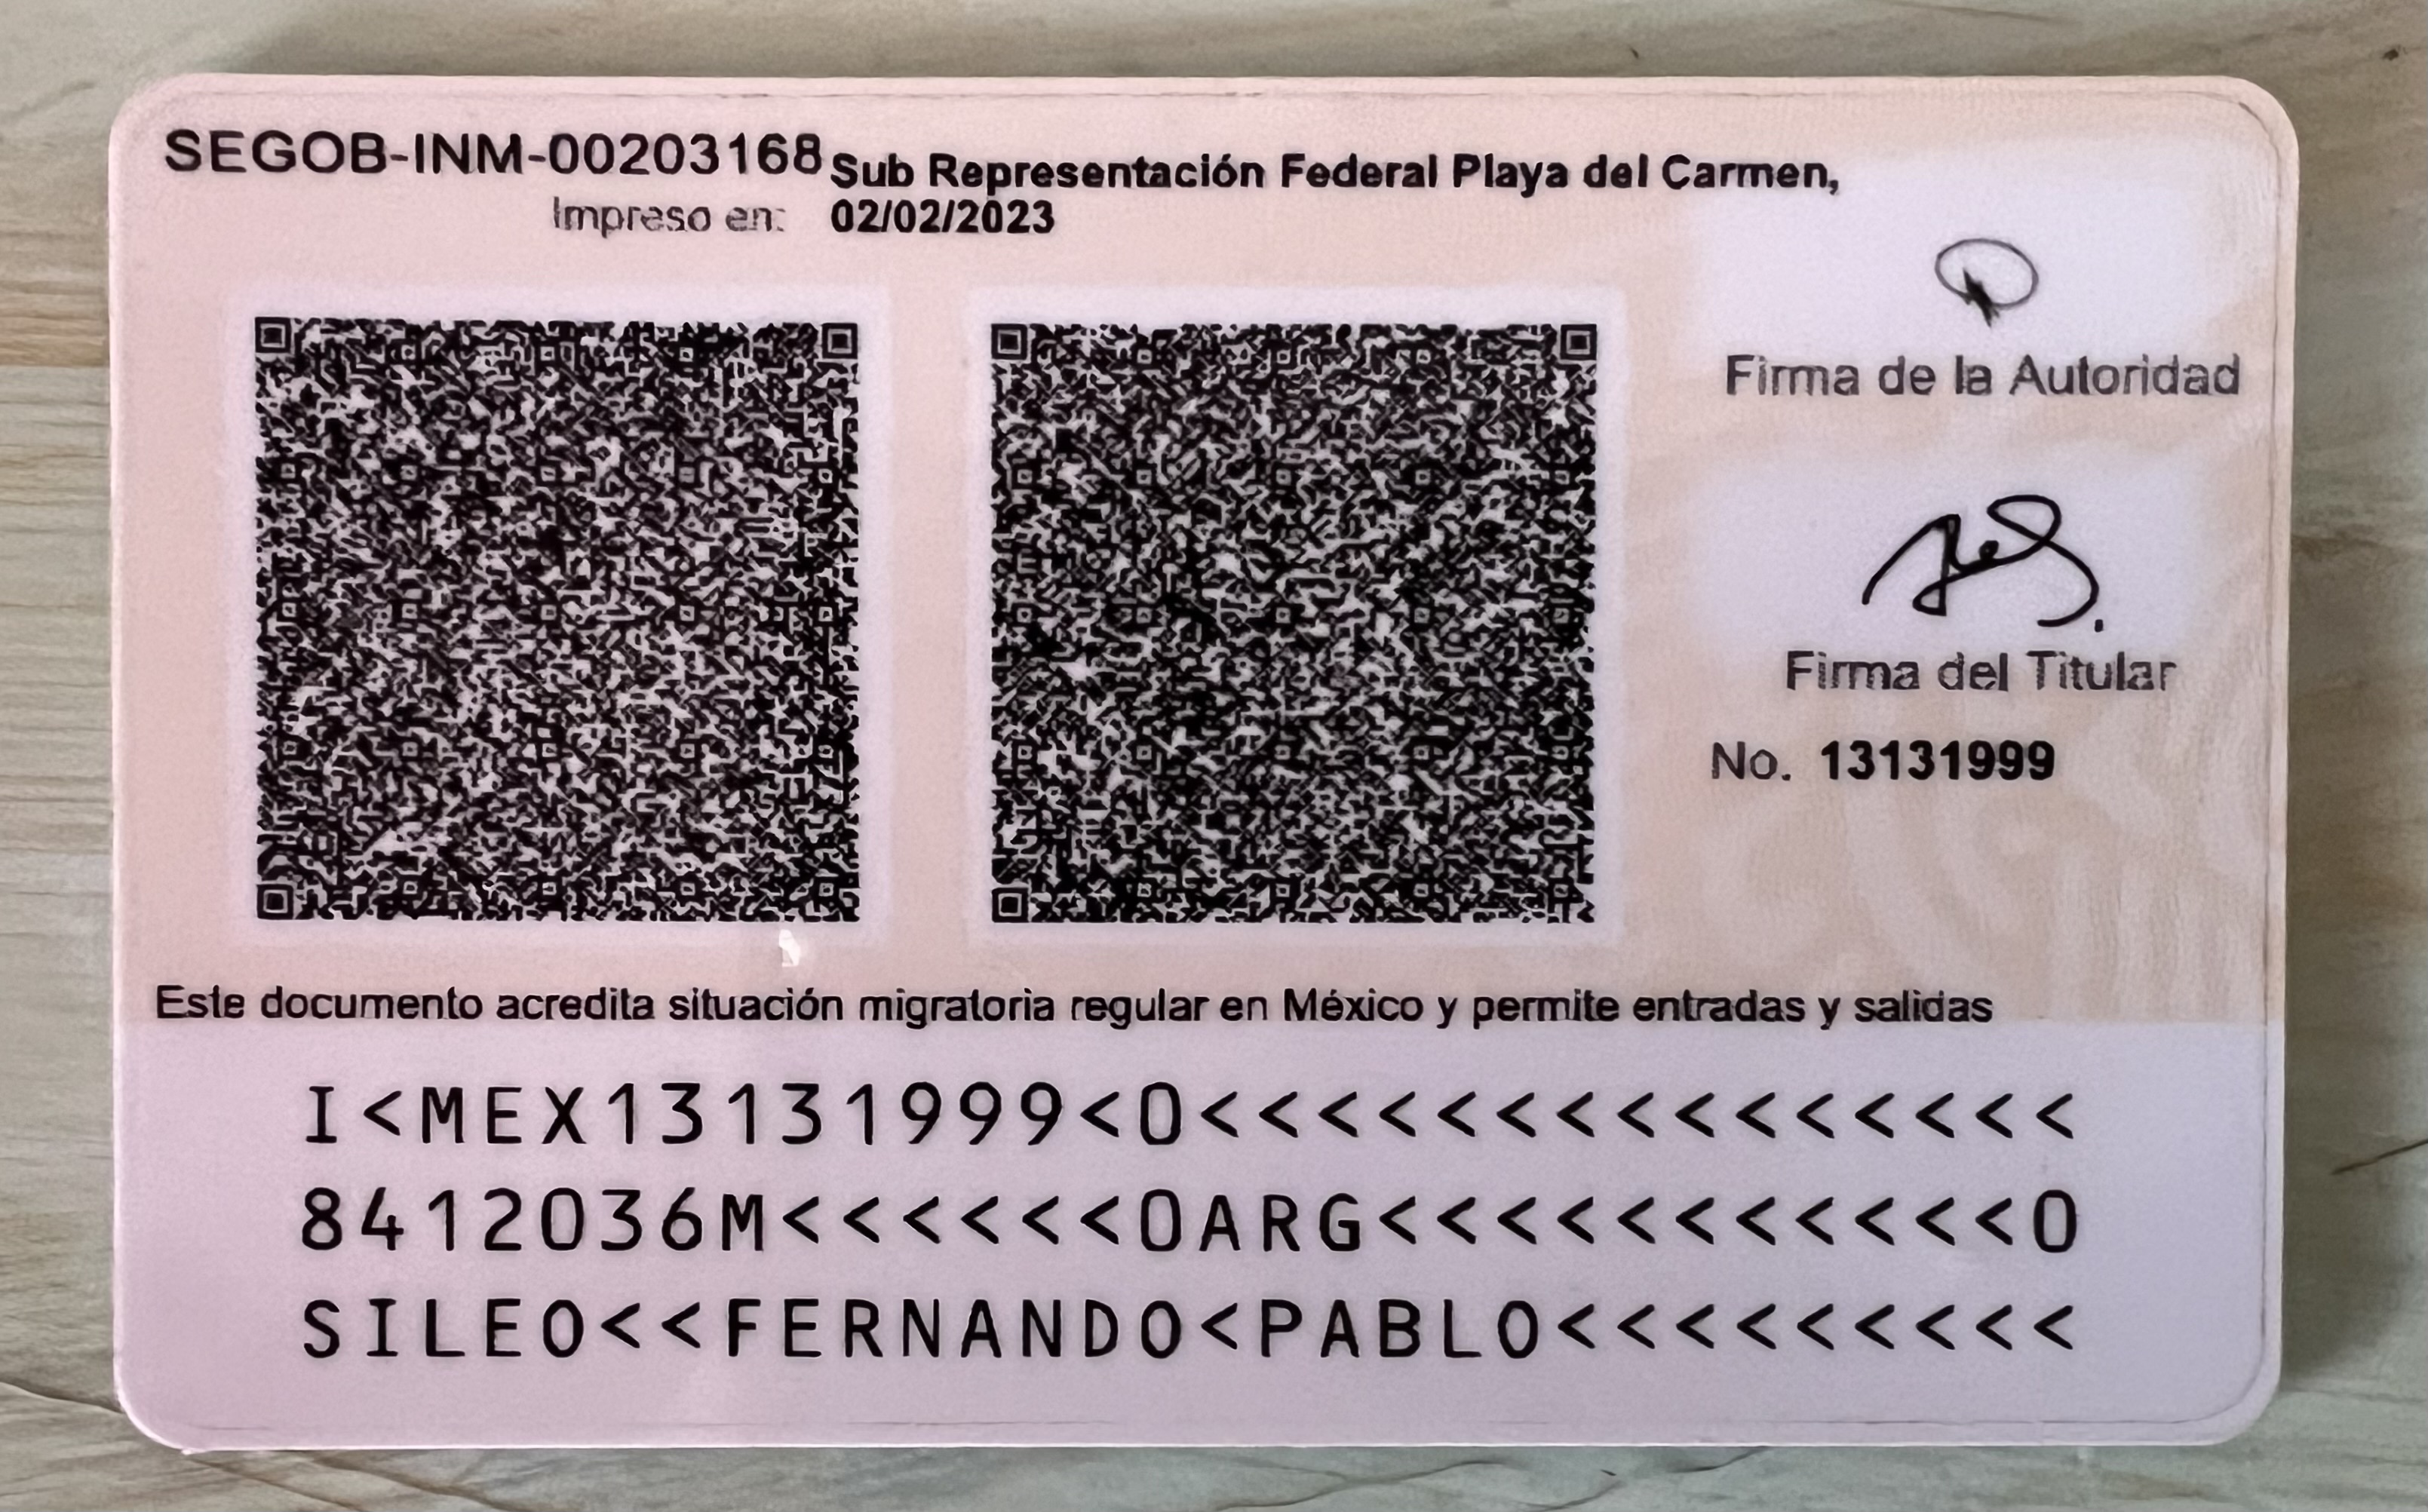 SEGOB-INM-00203168 Sub Representación Federal Playa del Carmen,
Impreso en: 02/02/2023
Firma de la Autoridad
Firma del Titular
No. 13131999
Este documento acredita situación migratoria regular en México y permite entradas y salidas
I<MEX13131999<0<<<<<<<<<<<<<<<
8412036M<<<<<<0ARG<<<<<<<<<<<0
SILEO<<FERNANDO<PABLO<<<<<<<<<